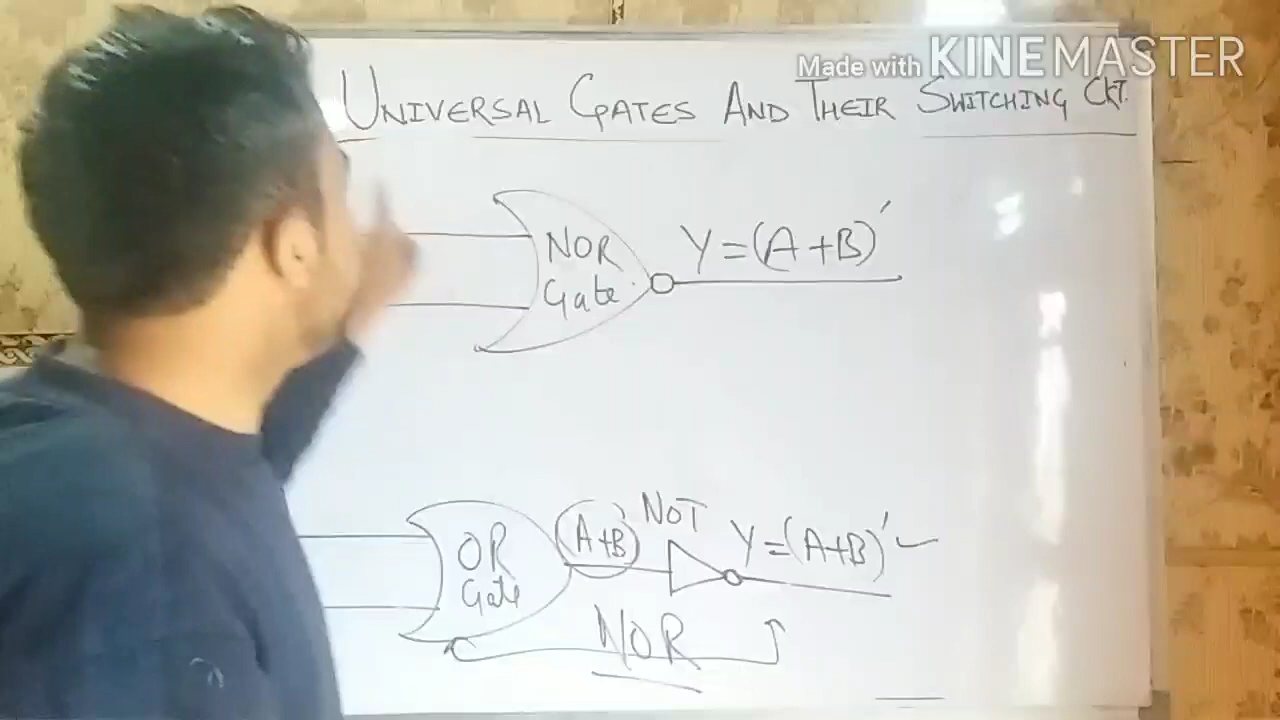 Made with KINEMASTER
UNIVERSAL GATES AND THEIR SWITCHING CKT.
NOR
Gate
Y=(A+B)'
OR
Gate
(A+B)
NOT
Y=(A+B)'
NOR